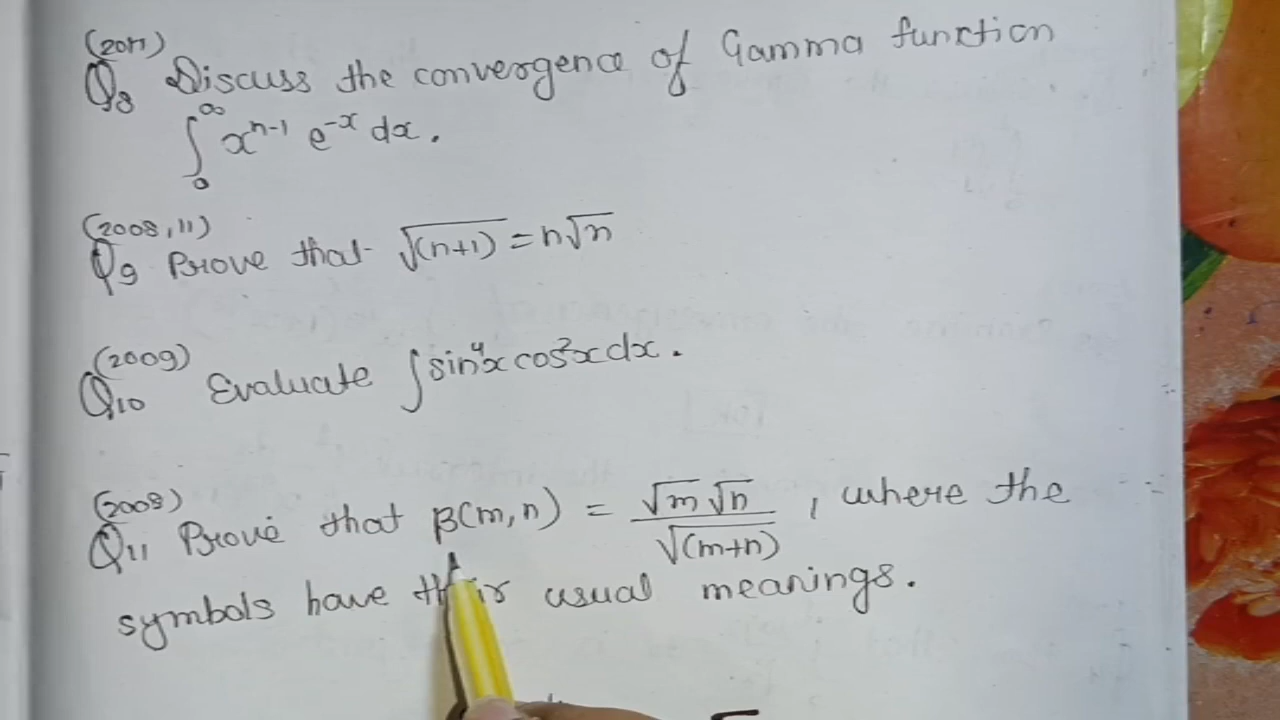 (2011)
Q8 Discuss the convergence of Gamma function
∫₀^∞ x^{n-1} e^{-x} dx.
(2008,11)
Q9 Prove that √(n+1) = n√n
(2009)
Q10 Evaluate ∫sin⁴x cos²x dx.
(2008)
Q11 Prove that β(m,n) = √m√n / √(m+n) , where the
symbols have their usual meanings.